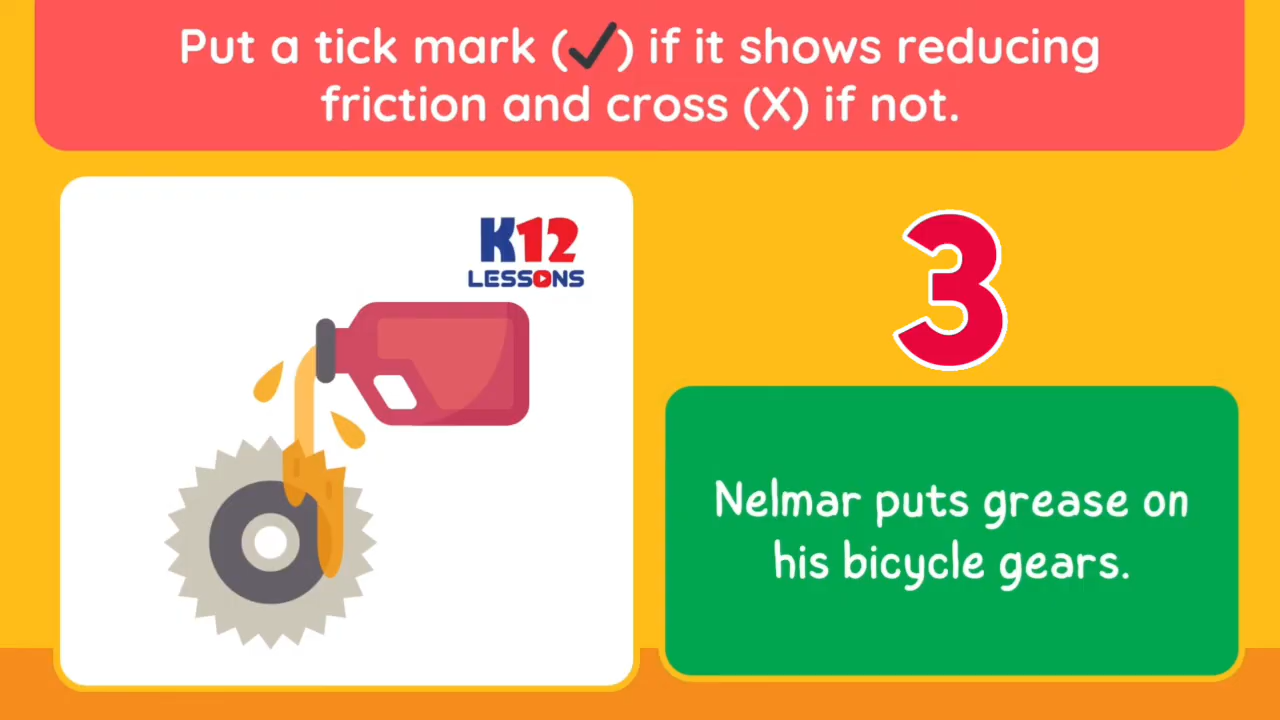 Put a tick mark (✔) if it shows reducing
friction and cross (X) if not.
K12
LESSONS
3
Nelmar puts grease on
his bicycle gears.